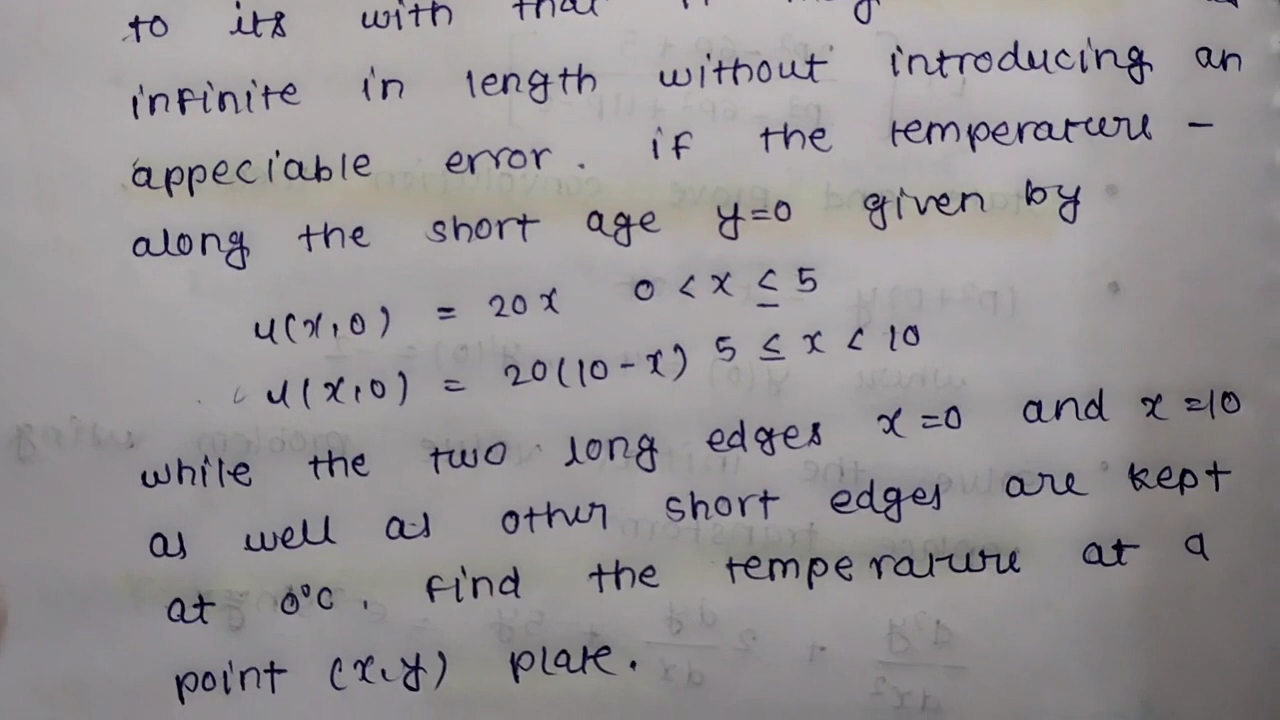 to its with that
infinite in length without introducing an
appeciable error. if the temperature -
along the short age y=0 given by
u(x,0) = 20x 0 < x ≤ 5
u(x,0) = 20(10-x) 5 ≤ x < 10
while the two long edges x=0 and x=10
as well as other short edges are kept
at 0°C. Find the temperature at a
point (x,y) plate.